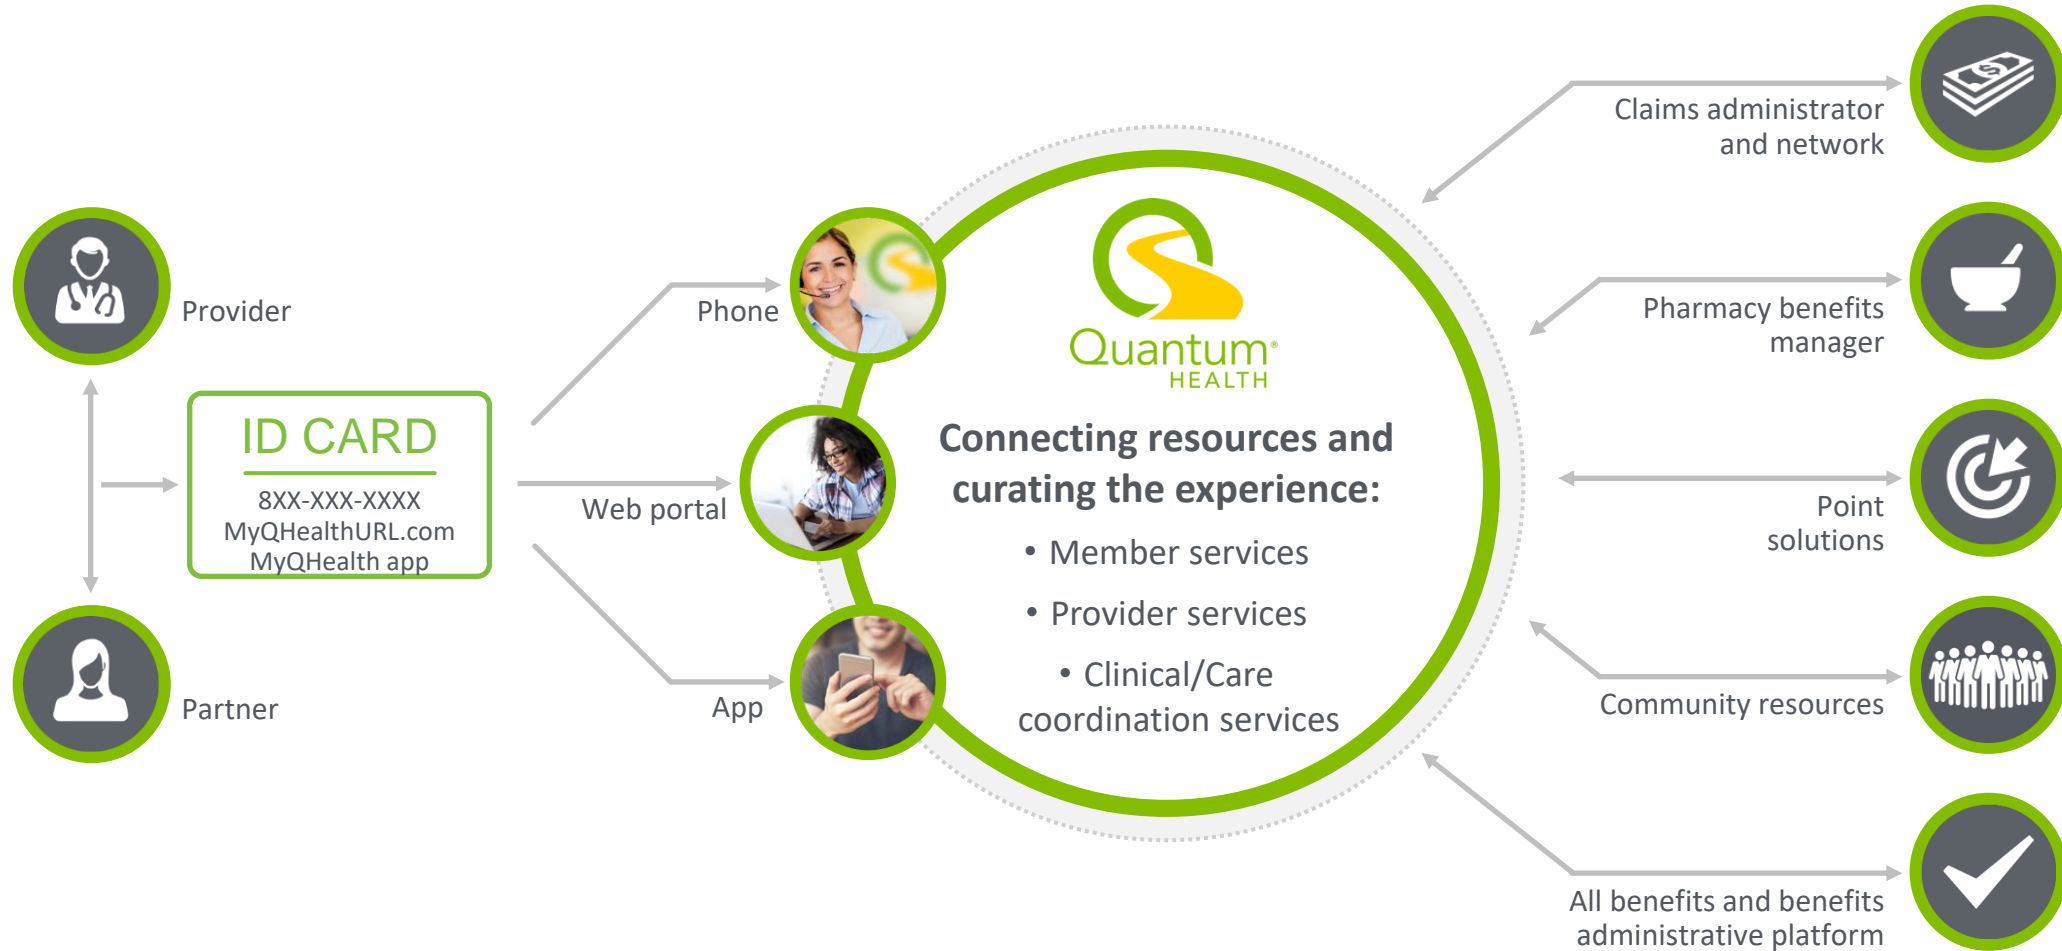 Provider
Partner
ID CARD
8XX-XXX-XXXX
MyQHealthURL.com
MyQHealth app
Phone
Web portal
App
Quantum®
HEALTH
Connecting resources and
curating the experience:
• Member services
• Provider services
• Clinical/Care
coordination services
Claims administrator
and network
Pharmacy benefits
manager
Point
solutions
Community resources
All benefits and benefits
administrative platform